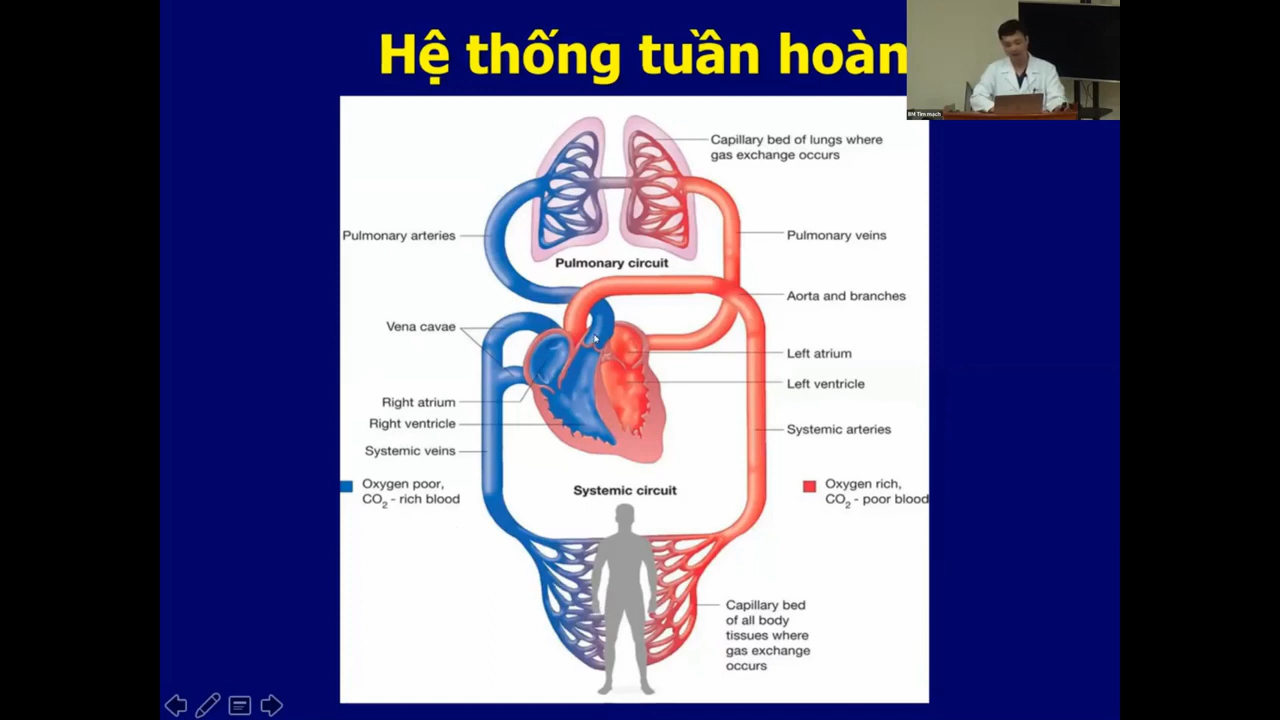 Hệ thống tuần hoàn
BM Tim mạch
Capillary bed of lungs where
gas exchange occurs
Pulmonary arteries
Pulmonary veins
Pulmonary circuit
Aorta and branches
Vena cavae
Left atrium
Left ventricle
Right atrium
Right ventricle
Systemic arteries
Systemic veins
Oxygen poor,
CO2 - rich blood
Systemic circuit
Oxygen rich,
CO2 - poor blood
Capillary bed
of all body
tissues where
gas exchange
occurs